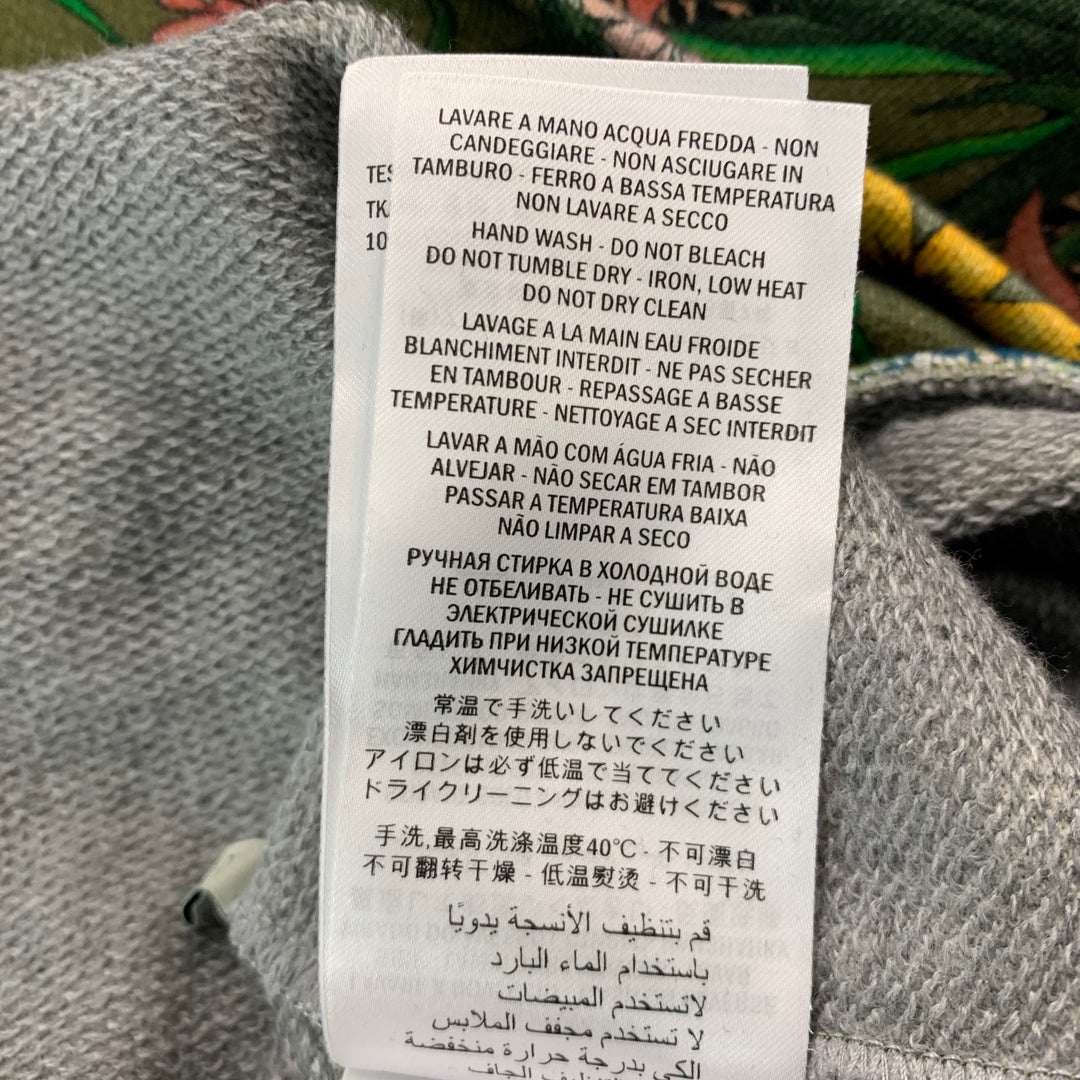 TES
TK
10
LAVARE A MANO ACQUA FREDDA - NON
CANDEGGIARE - NON ASCIUGARE IN
TAMBURO - FERRO A BASSA TEMPERATURA
NON LAVARE A SECCO
HAND WASH - DO NOT BLEACH
DO NOT TUMBLE DRY - IRON, LOW HEAT
DO NOT DRY CLEAN
LAVAGE A LA MAIN EAU FROIDE
BLANCHIMENT INTERDIT - NE PAS SECHER
EN TAMBOUR - REPASSAGE A BASSE
TEMPERATURE - NETTOYAGE A SEC INTERDIT
LAVAR A MÃO COM ÁGUA FRIA - NÃO
ALVEJAR - NÃO SECAR EM TAMBOR
PASSAR A TEMPERATURA BAIXA
NÃO LIMPAR A SECO
РУЧНАЯ СТИРКА В ХОЛОДНОЙ ВОДЕ
НЕ ОТБЕЛИВАТЬ - НЕ СУШИТЬ В
ЭЛЕКТРИЧЕСКОЙ СУШИЛКЕ
ГЛАДИТЬ ПРИ НИЗКОЙ ТЕМПЕРАТУРЕ
ХИМЧИСТКА ЗАПРЕЩЕНА
常温で手洗いしてください
漂白剤を使用しないでください
アイロンは必ず低温で当ててください
ドライクリーニングはお避けください
手洗,最高洗涤温度40℃ - 不可漂白
不可翻转干燥 - 低温熨烫 - 不可干洗
قم بتنظيف الأنسجة يدويًا
باستخدام الماء البارد
لاتستخدم المبيضات
لا تستخدم مجفف الملابس
الكي بدرجة حرارة منخفضة